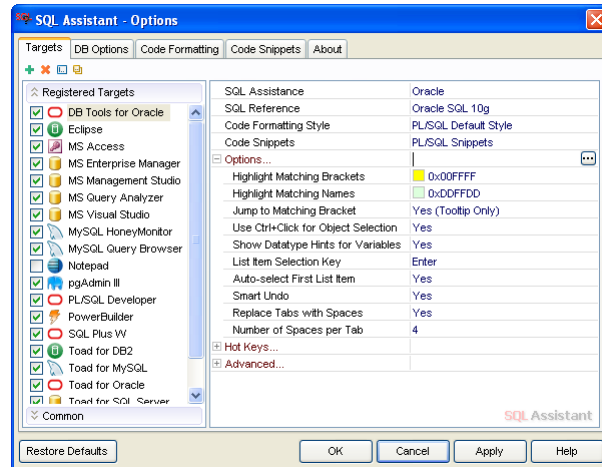 SQL Assistant - Options
Targets DB Options Code Formatting Code Snippets About
Registered Targets
DB Tools for Oracle
Eclipse
MS Access
MS Enterprise Manager
MS Management Studio
MS Query Analyzer
MS Visual Studio
MySQL HoneyMonitor
MySQL Query Browser
Notepad
pgAdmin III
PL/SQL Developer
PowerBuilder
SQL Plus W
Toad for DB2
Toad for MySQL
Toad for Oracle
Toad for SQL Server
Common
SQL Assistance Oracle
SQL Reference Oracle SQL 10g
Code Formatting Style PL/SQL Default Style
Code Snippets PL/SQL Snippets
Options...
Highlight Matching Brackets 0x00FFFF
Highlight Matching Names 0xDDFFDD
Jump to Matching Bracket Yes (Tooltip Only)
Use Ctrl+Click for Object Selection Yes
Show Datatype Hints for Variables Yes
List Item Selection Key Enter
Auto-select First List Item Yes
Smart Undo Yes
Replace Tabs with Spaces Yes
Number of Spaces per Tab 4
Hot Keys...
Advanced...
SQL Assistant
Restore Defaults OK Cancel Apply Help